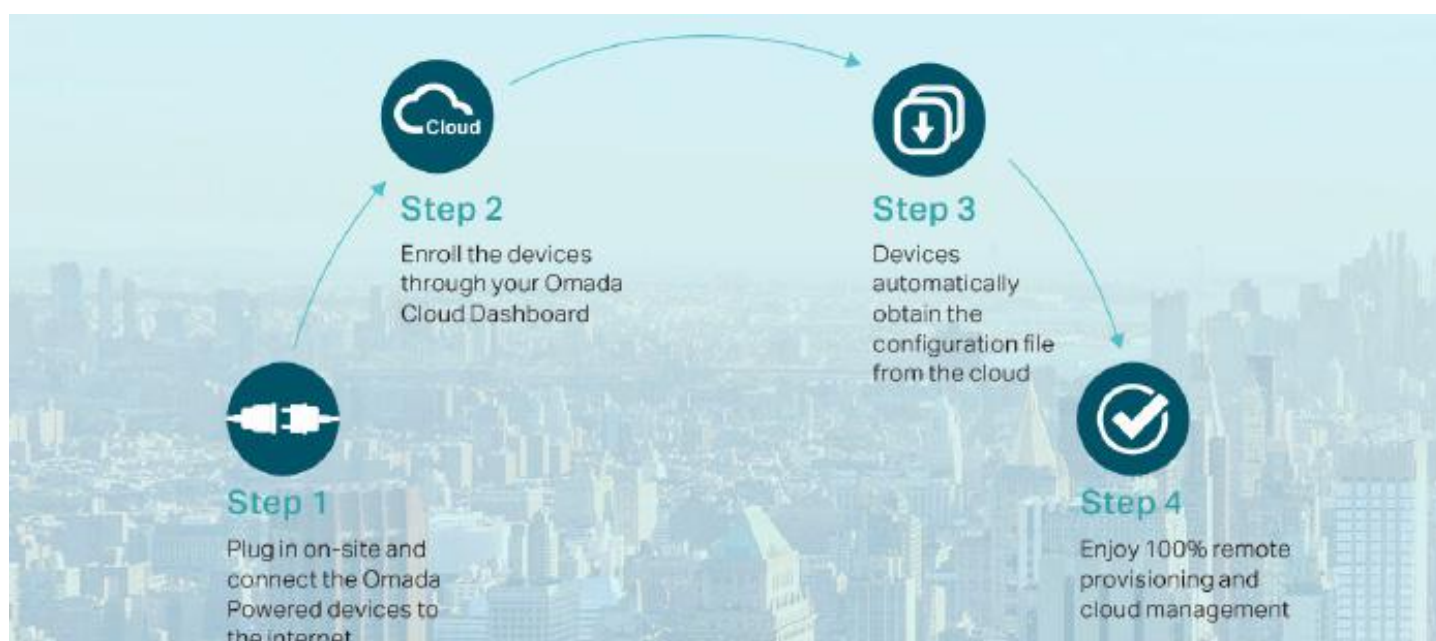 Cloud
Step 1
Plug in on-site and
connect the Omada
Powered devices to
the internet
Step 2
Enroll the devices
through your Omada
Cloud Dashboard
Step 3
Devices
automatically
obtain the
configuration file
from the cloud
Step 4
Enjoy 100% remote
provisioning and
cloud management